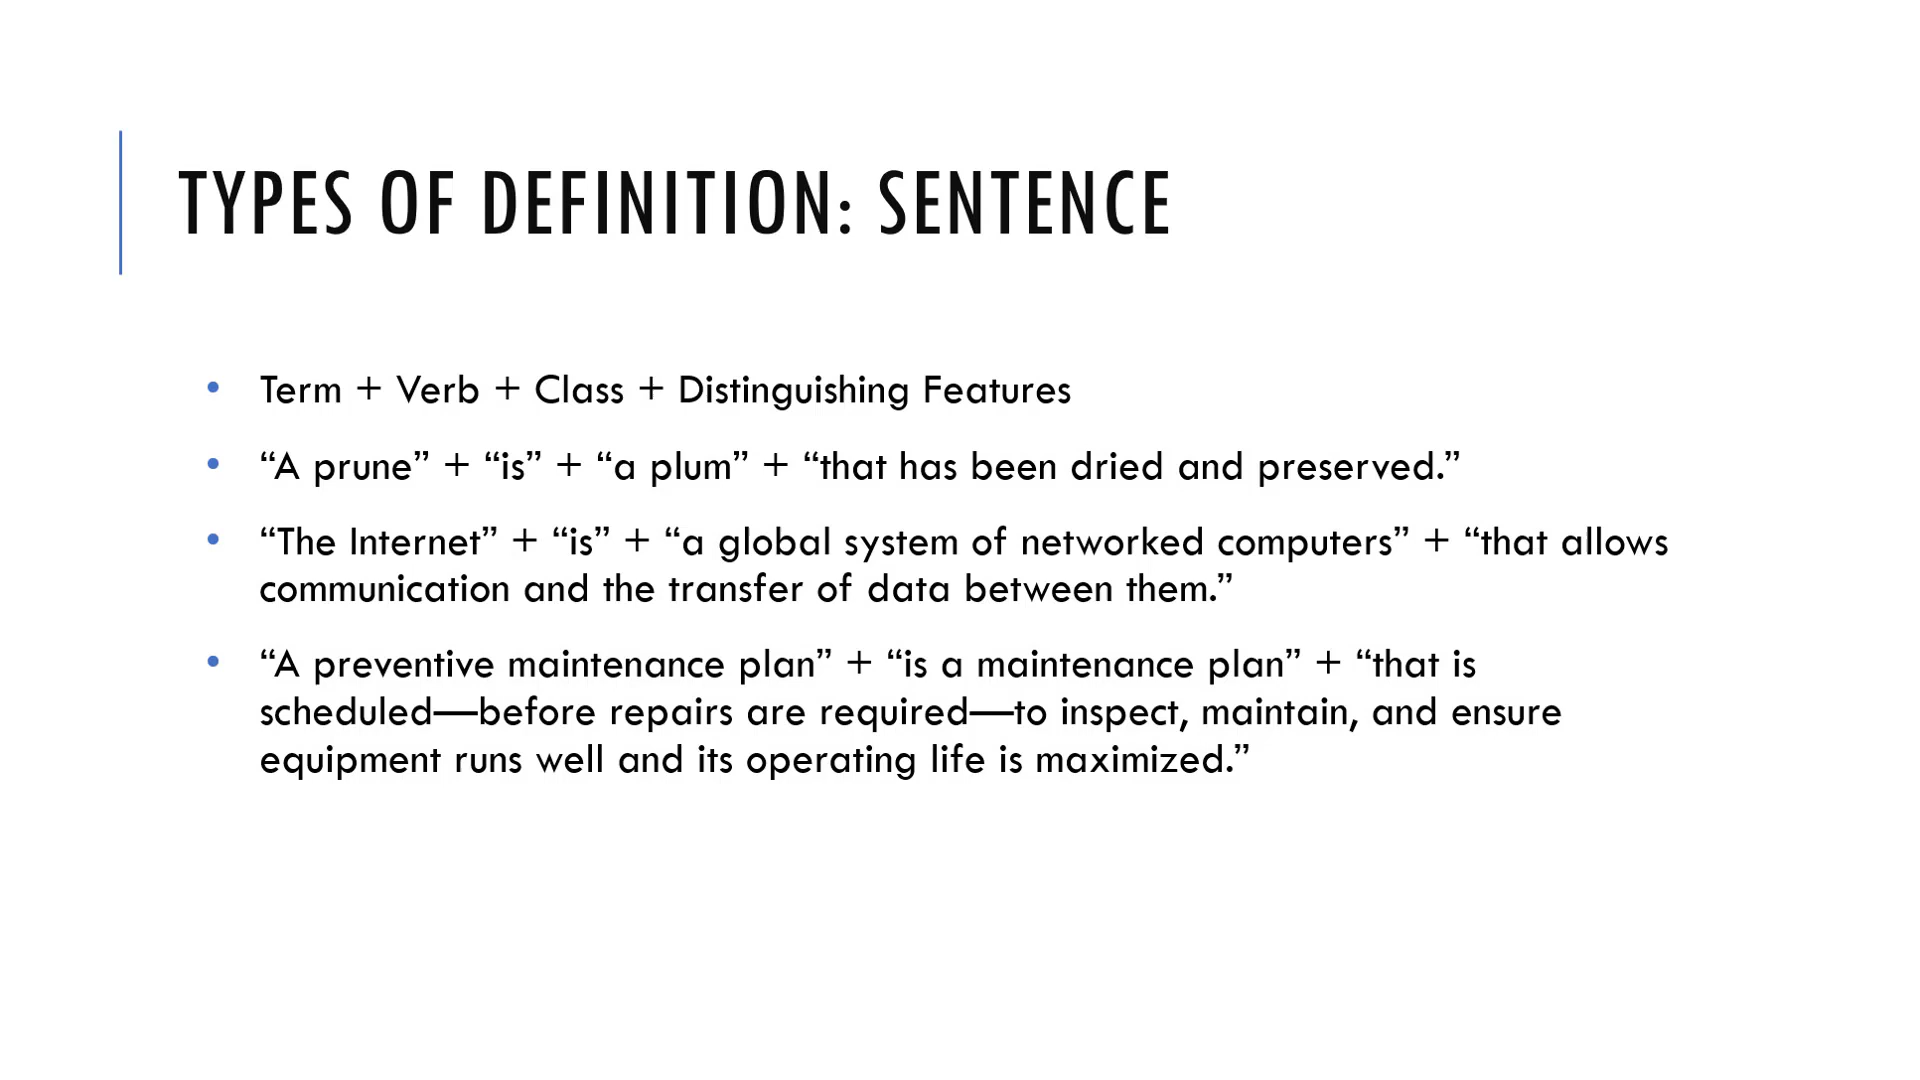 TYPES OF DEFINITION: SENTENCE
• Term + Verb + Class + Distinguishing Features
• “A prune” + “is” + “a plum” + “that has been dried and preserved.”
• “The Internet” + “is” + “a global system of networked computers” + “that allows
communication and the transfer of data between them.”
• “A preventive maintenance plan” + “is a maintenance plan” + “that is
scheduled—before repairs are required—to inspect, maintain, and ensure
equipment runs well and its operating life is maximized.”